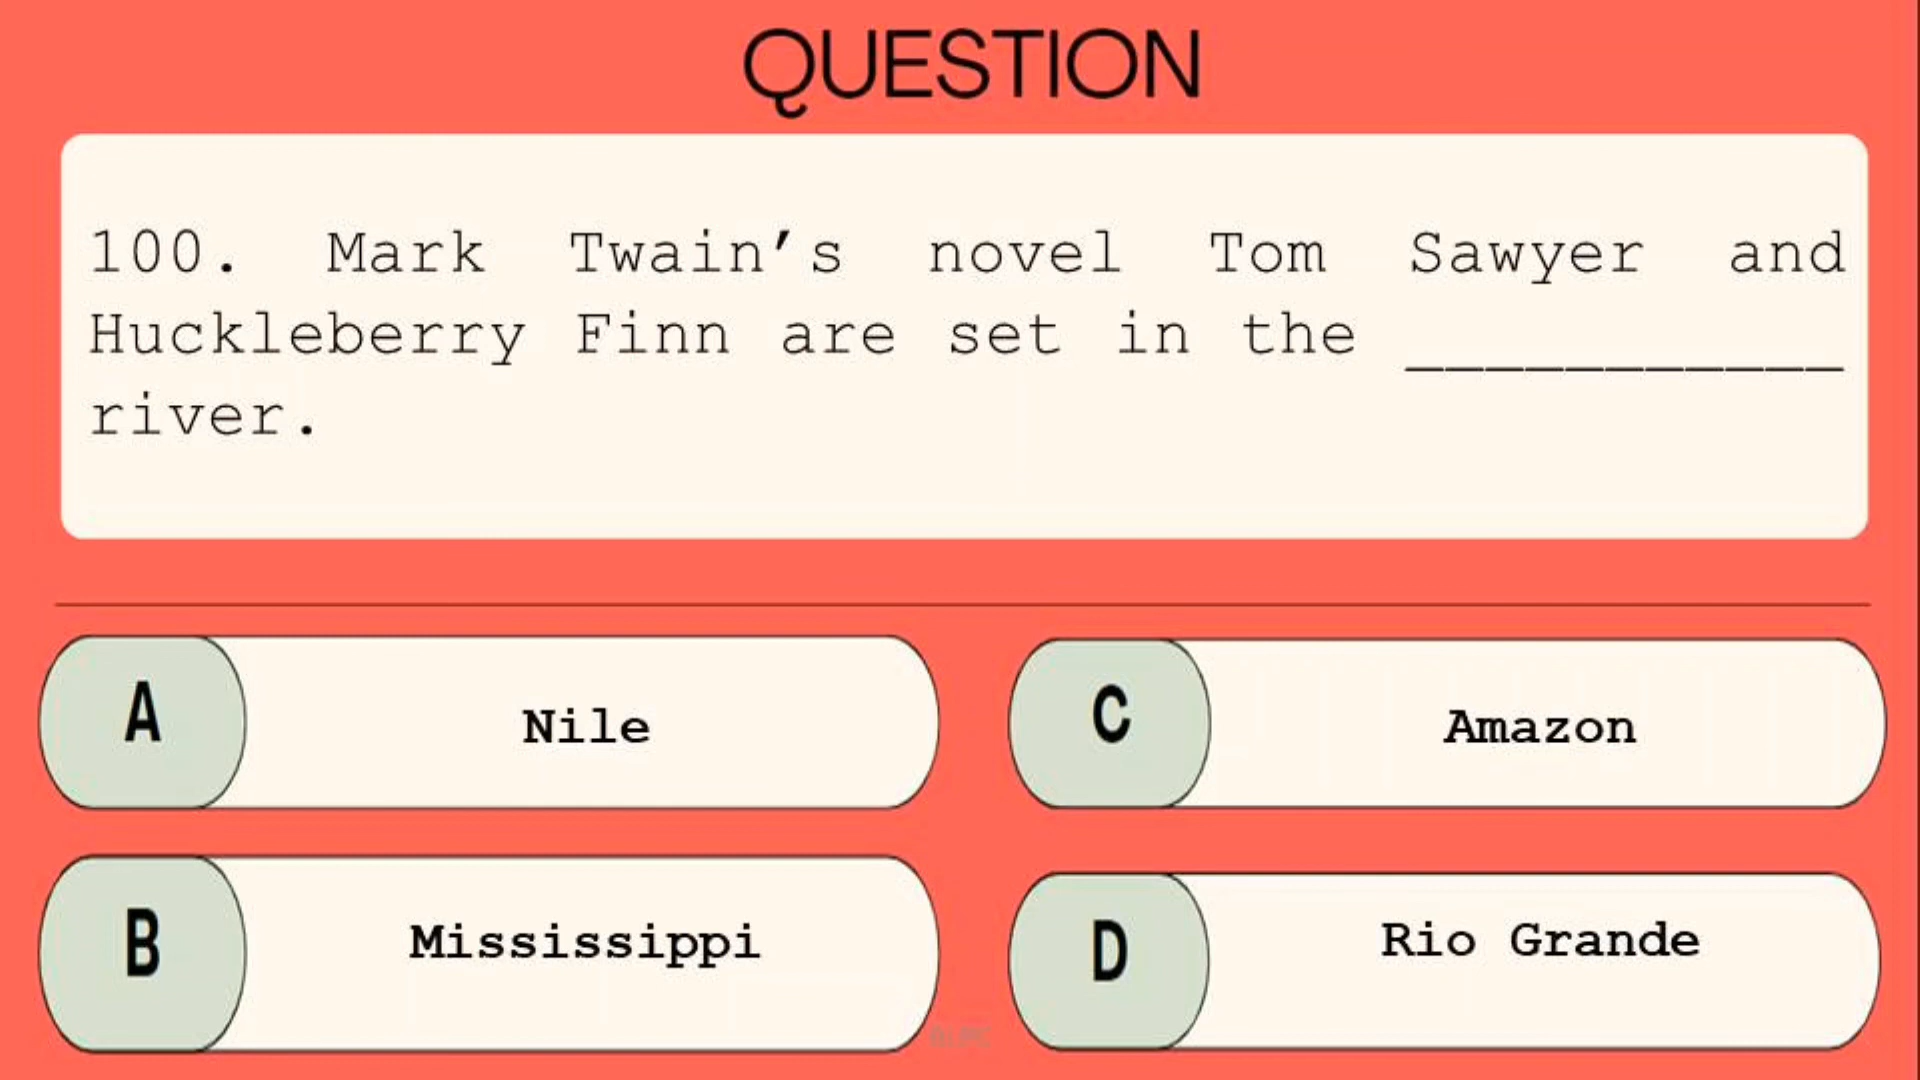 QUESTION
100. Mark Twain’s novel Tom Sawyer and
Huckleberry Finn are set in the ___________
river.
A
Nile
C
Amazon
B
Mississippi
D
Rio Grande